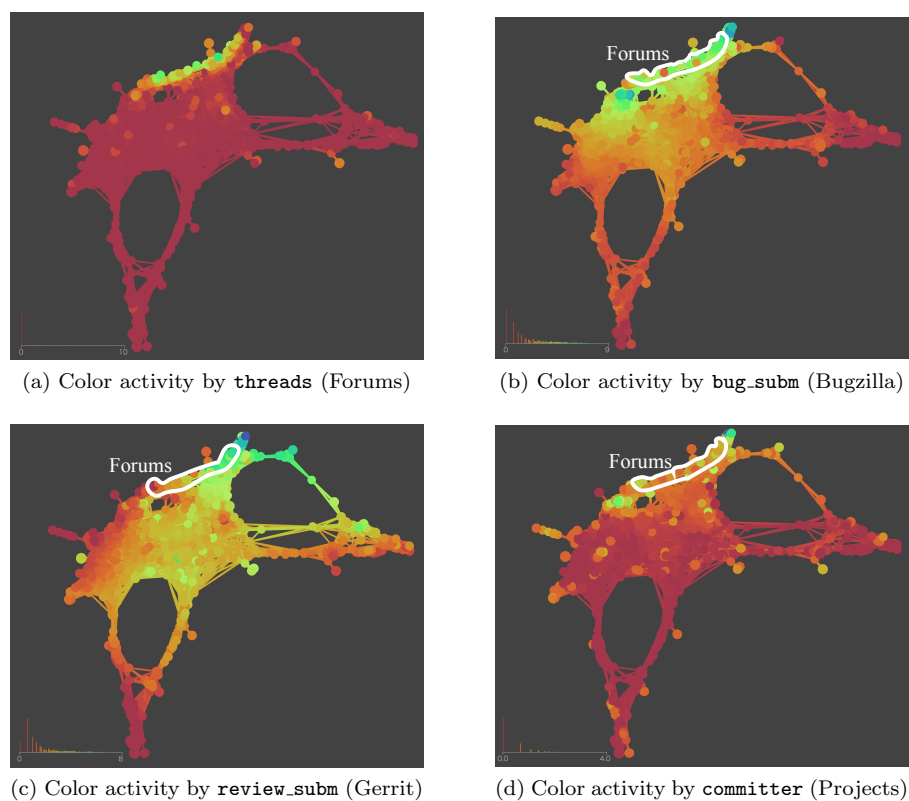 0
10
(a) Color activity by threads (Forums)
Forums
0
9
(b) Color activity by bug_subm (Bugzilla)
Forums
0
8
(c) Color activity by review_subm (Gerrit)
Forums
0.0
4.0
(d) Color activity by committer (Projects)